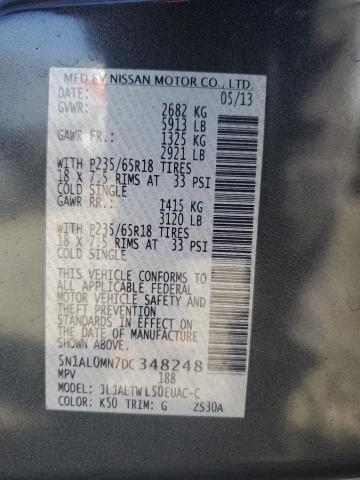 MFD BY NISSAN MOTOR CO., LTD.
DATE: 05/13
GVWR: 2682 KG
5913 LB
GAWR FR.: 1325 KG
2921 LB
WITH P235/65R18 TIRES
18 X 7.5 RIMS AT 33 PSI
COLD SINGLE
GAWR RR.: 1415 KG
3120 LB
WITH P235/65R18 TIRES
18 X 7.5 RIMS AT 33 PSI
COLD SINGLE
THIS VEHICLE CONFORMS TO
ALL APPLICABLE FEDERAL
MOTOR VEHICLE SAFETY AND
THEFT PREVENTION
STANDARDS IN EFFECT ON
THE DATE OF MANUFACTURE
SHOWN ABOVE
5N1AL0MN7DC348248
MPV 188
MODEL: JLJALTWL50EUAC-C
COLOR: K50 TRIM: G ZS30A